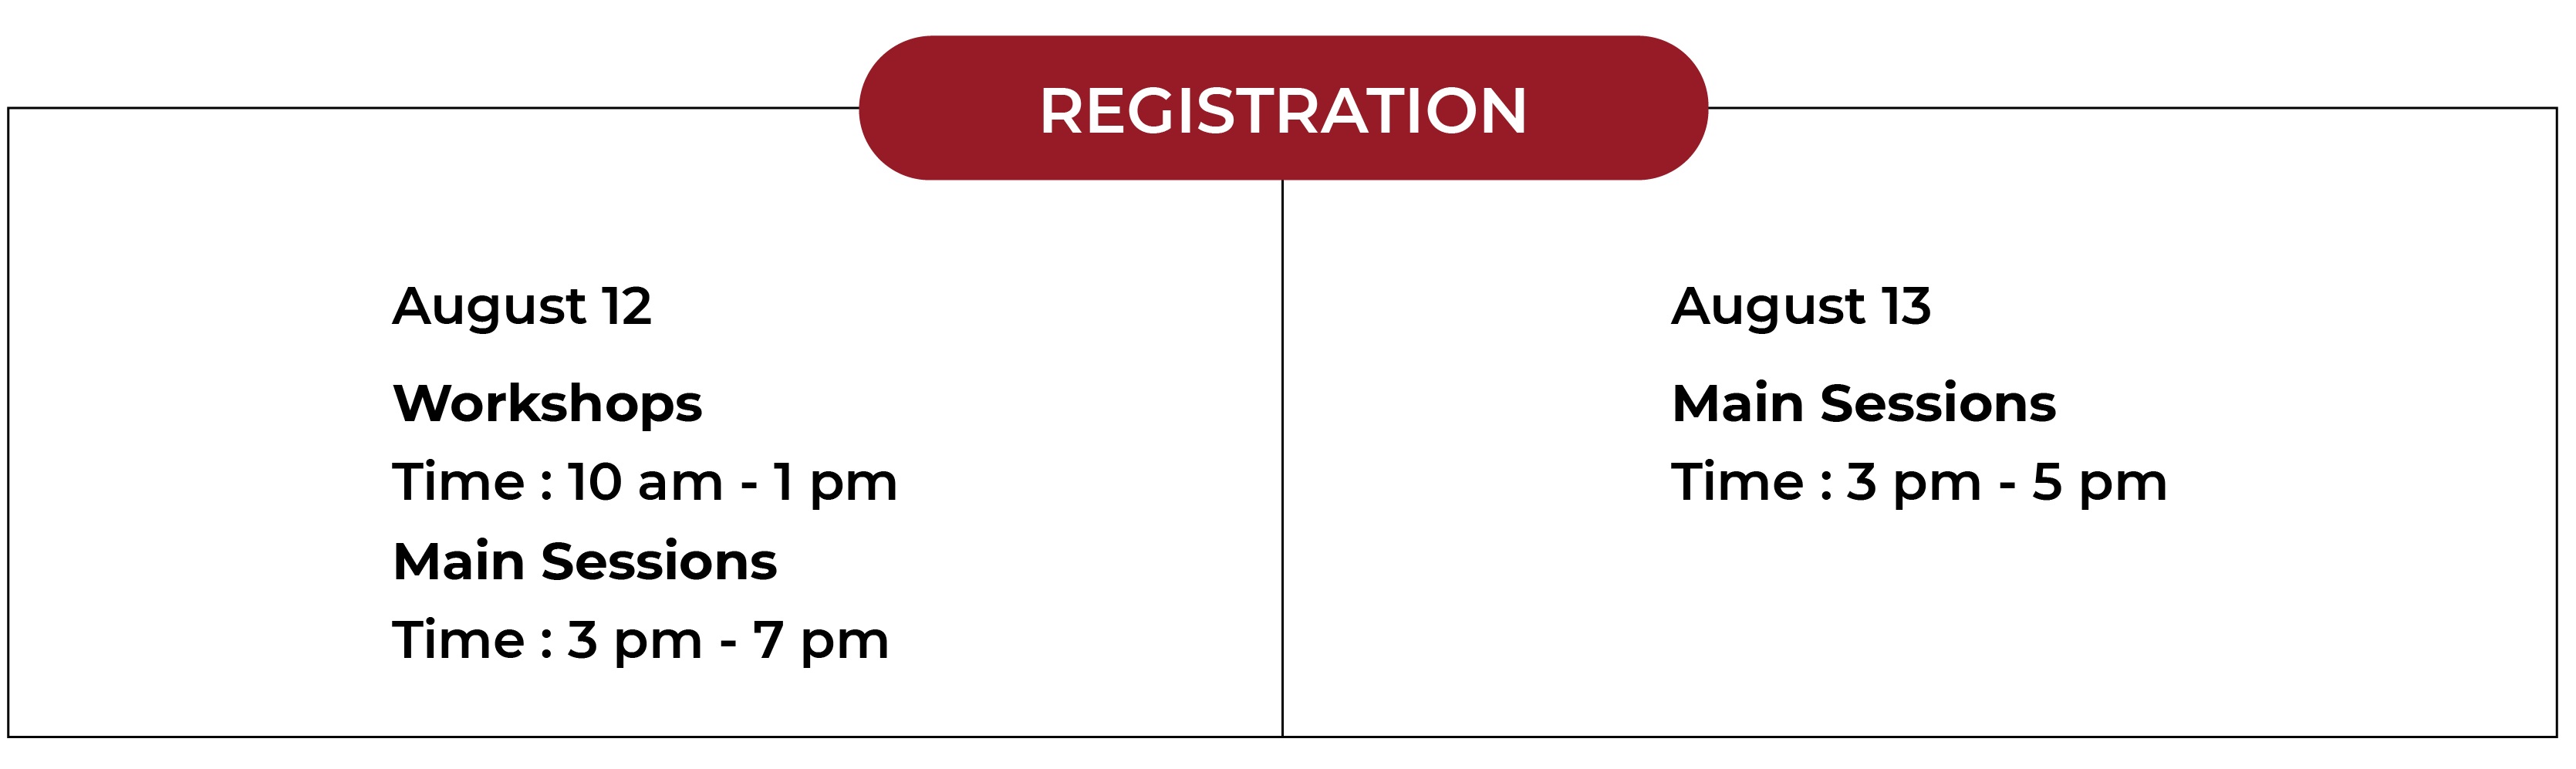 REGISTRATION
August 12
Workshops
Time : 10 am - 1 pm
Main Sessions
Time : 3 pm - 7 pm
August 13
Main Sessions
Time : 3 pm - 5 pm